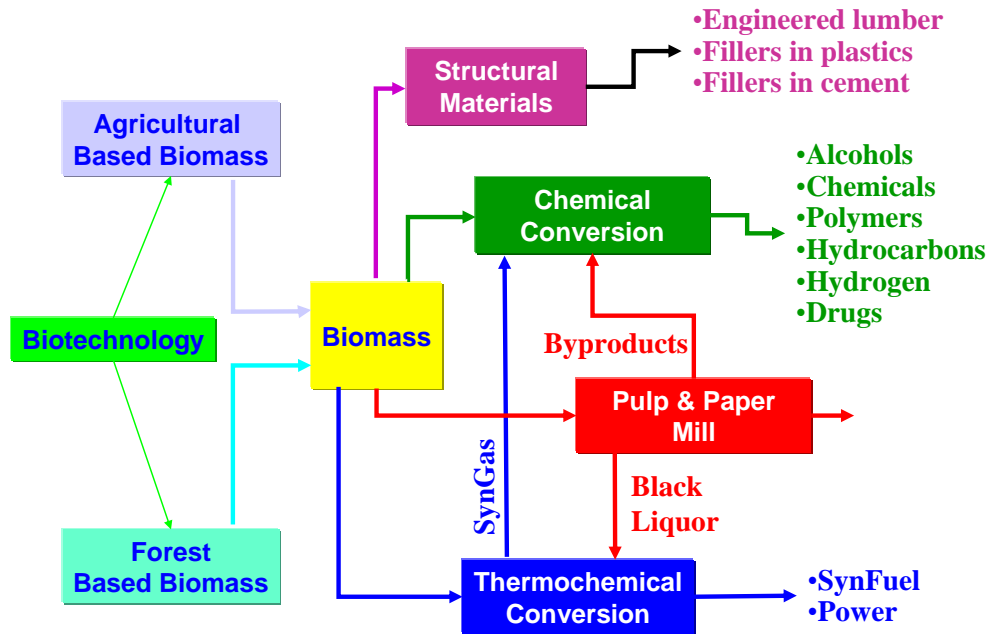 •Engineered lumber
•Fillers in plastics
•Fillers in cement
Structural
Materials
Agricultural
Based Biomass
•Alcohols
•Chemicals
•Polymers
•Hydrocarbons
•Hydrogen
•Drugs
Chemical
Conversion
Biotechnology
Biomass
Byproducts
Pulp & Paper
Mill
SynGas
Black
Liquor
Forest
Based Biomass
Thermochemical
Conversion
•SynFuel
•Power